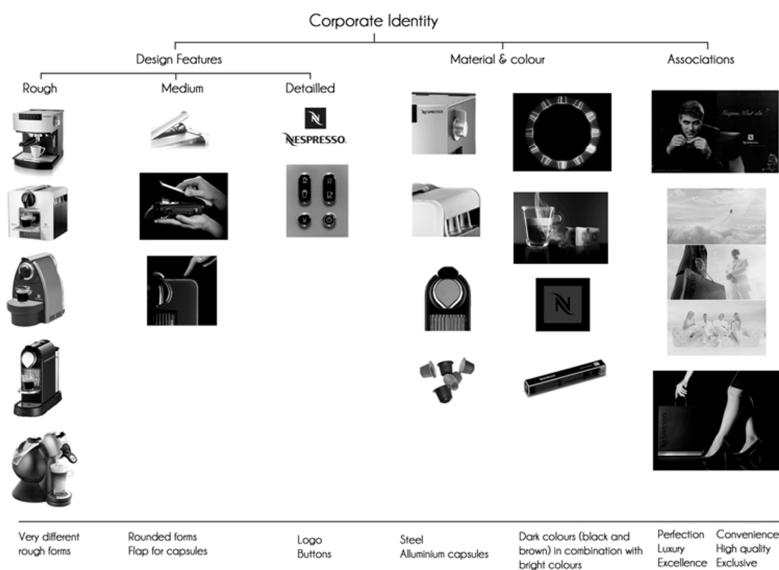 Corporate Identity
Design Features
Material & colour
Associations
Rough
Medium
Detailled
NESPRESSO
NESPRESSO
Very different
rough forms
Rounded forms
Flap for capsules
Logo
Buttons
Steel
Alluminium capsules
Dark colours (black and
brown) in combination with
bright colours
Perfection
Luxury
Excellence
Convenience
High quality
Exclusive